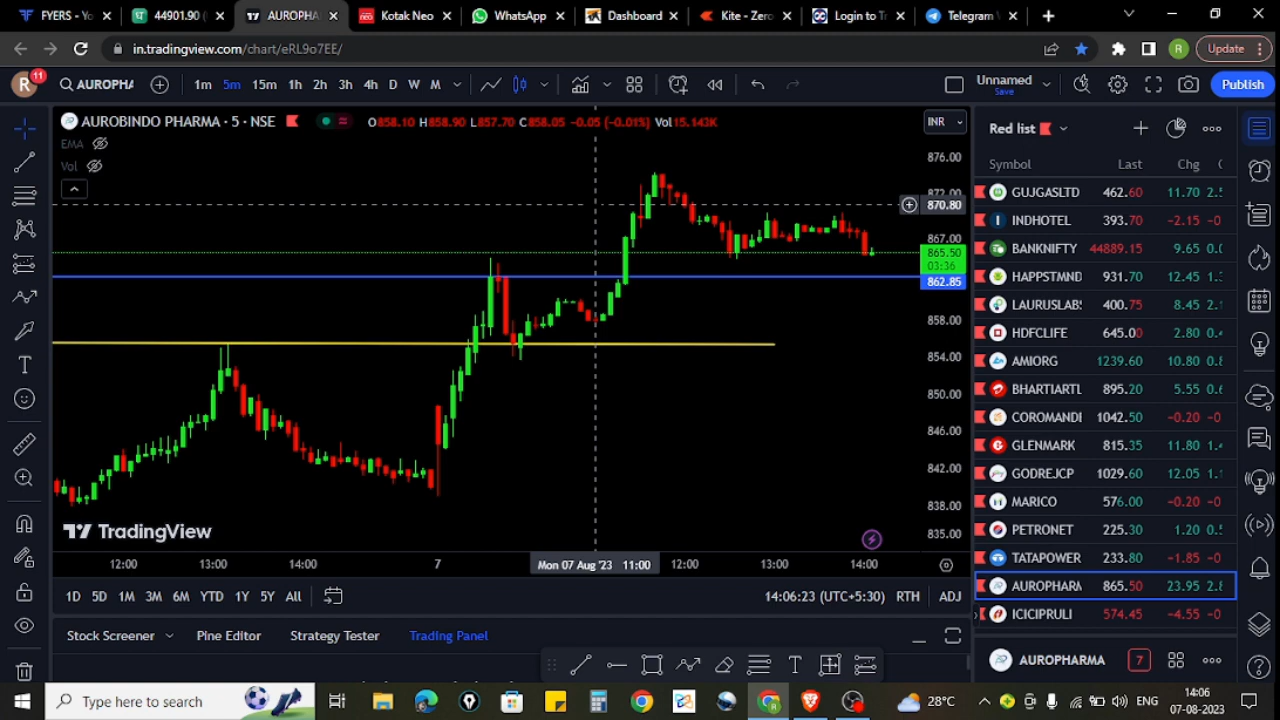 FYERS - Yo
44901.90 (
AUROPHA
Kotak Neo
WhatsApp
Dashboard
Kite - Zero
Login to Tr
Telegram
in.tradingview.com/chart/eRL9o7EE/
R
Update
R 11 AUROPHA 1m 5m 15m 1h 2h 3h 4h D W M
Unnamed
Save
Publish
AUROBINDO PHARMA · 5 · NSE O858.10 H858.90 L857.70 C858.05 -0.05 (-0.01%) Vol15.143K
INR
EMA
Vol
876.00
872.00
870.80
867.00
865.50
03:36
862.85
858.00
854.00
850.00
846.00
842.00
838.00
835.00
TradingView
12:00 13:00 14:00 7 Mon 07 Aug '23 11:00 12:00 13:00 14:00
1D 5D 1M 3M 6M YTD 1Y 5Y All
14:06:23 (UTC+5:30) RTH ADJ
Stock Screener Pine Editor Strategy Tester Trading Panel
Red list
Symbol Last Chg
GUJGASLTD 462.60 11.70
INDHOTEL 393.70 -2.15
BANKNIFTY 44889.15 9.65
HAPPSTMND 931.70 12.45
LAURUSLABS 400.75 8.45
HDFCLIFE 645.00 2.80
AMIORG 1239.60 10.80
BHARTIARTL 895.20 5.55
COROMANDE 1042.50 -0.20
GLENMARK 815.35 11.80
GODREJCP 1029.60 12.05
MARICO 576.00 -0.20
PETRONET 225.30 1.20
TATAPOWER 233.80 -1.85
AUROPHARM 865.50 23.95
ICICIPRULI 574.45 -4.55
AUROPHARMA 7
Type here to search
28°C
ENG
14:06
07-08-2023